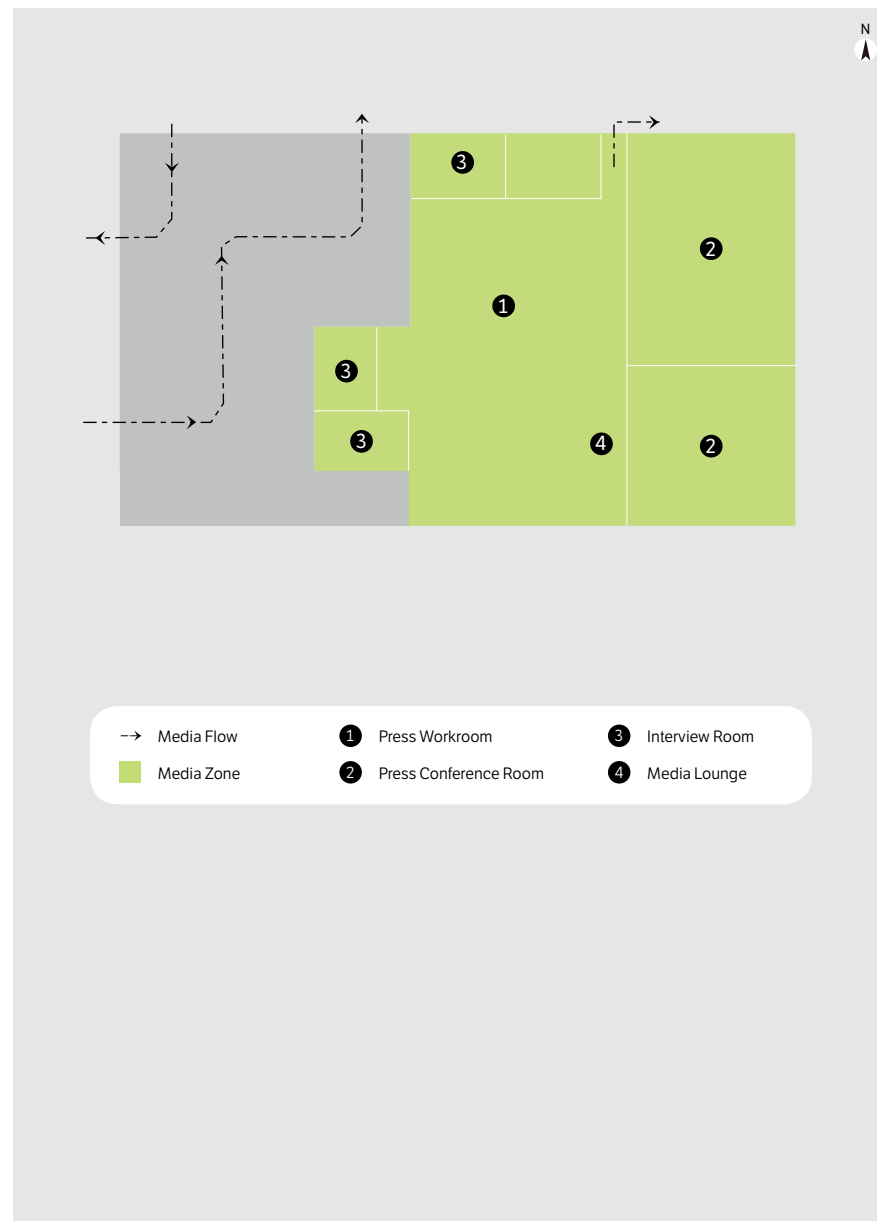 N
3
2
1
3
3
4
2
Media Flow
1 Press Workroom
3 Interview Room
Media Zone
2 Press Conference Room
4 Media Lounge